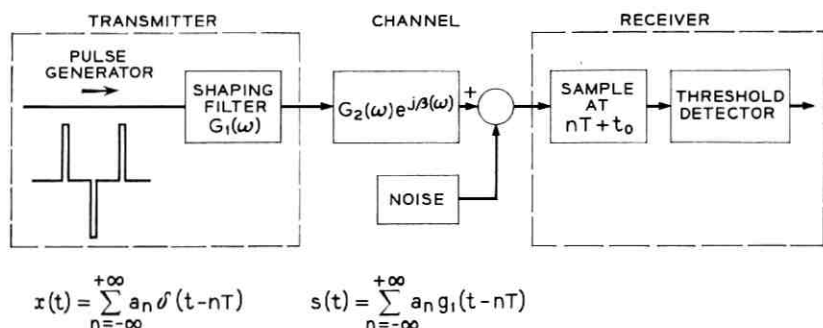 TRANSMITTER
CHANNEL
RECEIVER
PULSE
GENERATOR
SHAPING
FILTER
G₁(ω)
G₂(ω)e^{jβ(ω)}
+
SAMPLE
AT
nT+t₀
THRESHOLD
DETECTOR
NOISE
x(t) = ∑_{n=-∞}^{+∞} aₙ δ(t-nT)
s(t) = ∑_{n=-∞}^{+∞} aₙ g₁(t-nT)